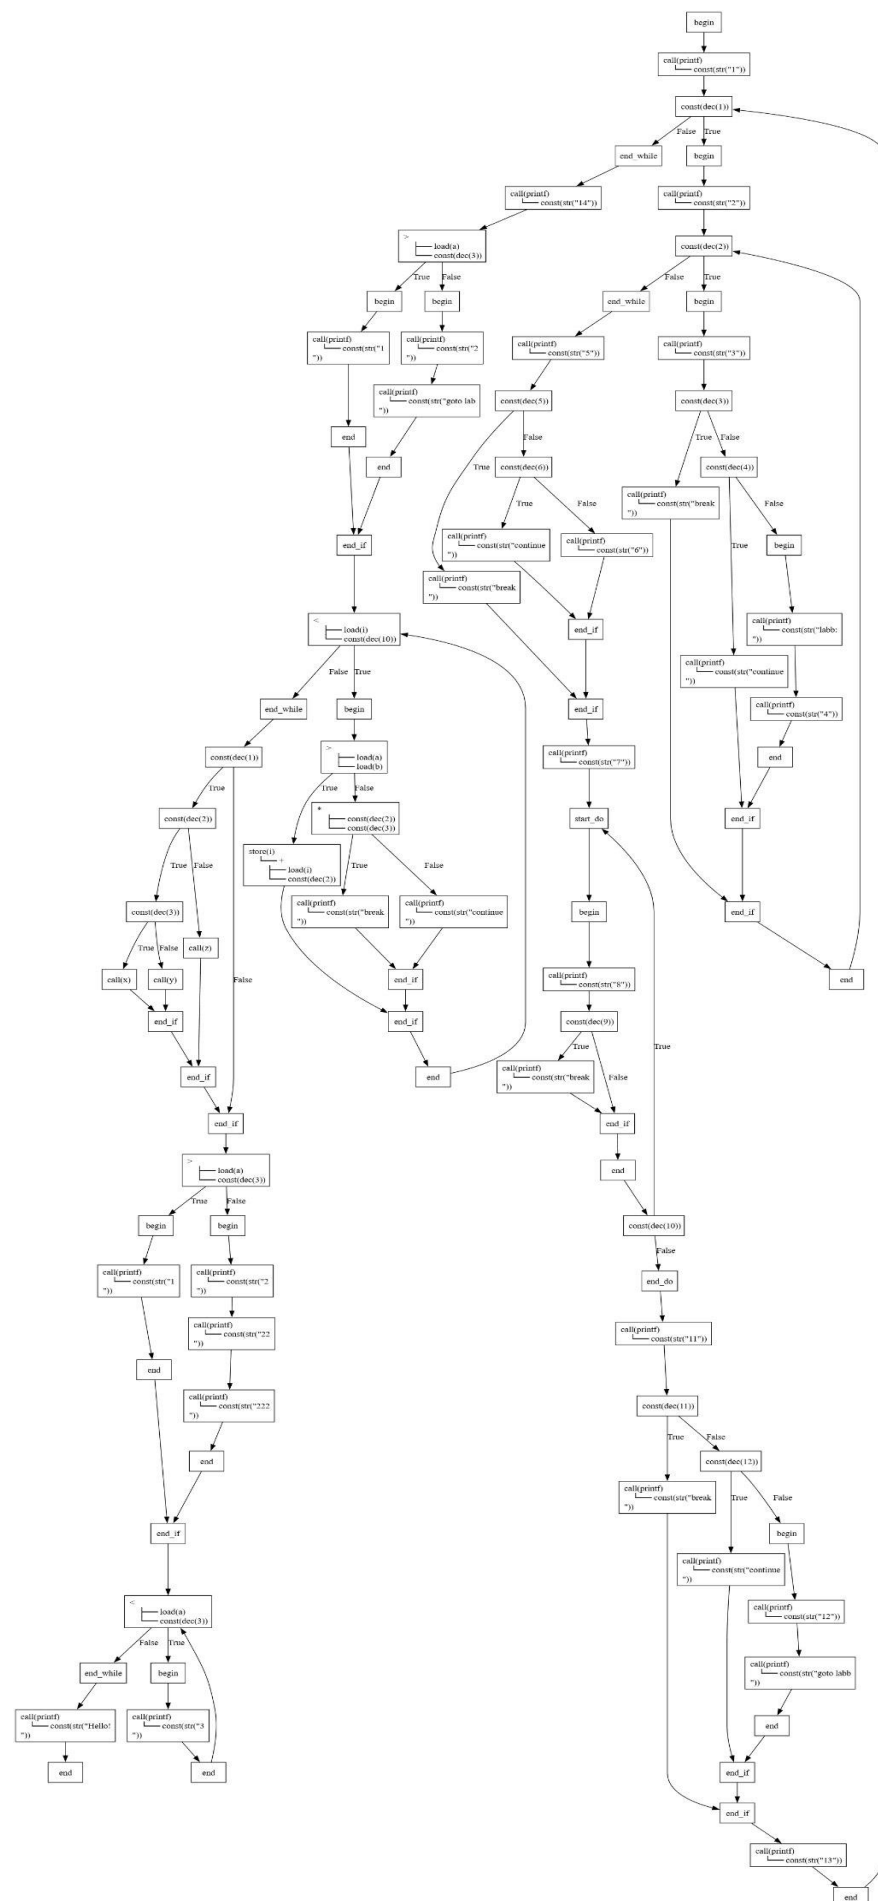 begin
call(printf)
└── const(str("1"))
const(dec(1))
False
True
end_while
begin
call(printf)
└── const(str("14"))
call(printf)
└── const(str("2"))
>
├── load(a)
└── const(dec(3))
const(dec(2))
True
False
False
True
begin
begin
end_while
begin
call(printf)
└── const(str("1
"))
call(printf)
└── const(str("2
"))
call(printf)
└── const(str("5"))
call(printf)
└── const(str("3"))
call(printf)
└── const(str("goto lab
"))
const(dec(5))
const(dec(3))
end
True
False
True
False
end
const(dec(6))
const(dec(4))
True
False
True
False
call(printf)
└── const(str("break
"))
end_if
call(printf)
└── const(str("continue
"))
call(printf)
└── const(str("6"))
begin
call(printf)
└── const(str("break
"))
call(printf)
└── const(str("labb:
"))
<
├── load(i)
└── const(dec(10))
end_if
call(printf)
└── const(str("continue
"))
False
True
call(printf)
└── const(str("4"))
end_while
begin
end_if
end
const(dec(1))
>
├── load(a)
└── load(b)
call(printf)
└── const(str("7"))
True
True
False
const(dec(2))
*
├── const(dec(2))
└── const(dec(3))
start_do
end_if
store(i)
└── +
├── load(i)
└── const(dec(2))
True
False
True
False
const(dec(3))
call(printf)
└── const(str("break
"))
call(printf)
└── const(str("continue
"))
begin
end_if
True
False
call(z)
call(x)
call(y)
False
end_if
call(printf)
└── const(str("8"))
end
end_if
end_if
const(dec(9))
True
False
True
end_if
end
call(printf)
└── const(str("break
"))
end_if
end_if
>
├── load(a)
└── const(dec(3))
end
True
False
begin
begin
const(dec(10))
False
call(printf)
└── const(str("1
"))
call(printf)
└── const(str("2
"))
end_do
call(printf)
└── const(str("22
"))
call(printf)
└── const(str("11"))
end
call(printf)
└── const(str("222
"))
const(dec(11))
True
False
end
const(dec(12))
call(printf)
└── const(str("break
"))
True
False
end_if
begin
call(printf)
└── const(str("continue
"))
<
├── load(a)
└── const(dec(3))
call(printf)
└── const(str("12"))
False
True
end_while
begin
call(printf)
└── const(str("goto labb
"))
call(printf)
└── const(str("Hello!
"))
call(printf)
└── const(str("3
"))
end
end
end
end_if
end_if
call(printf)
└── const(str("13"))
end